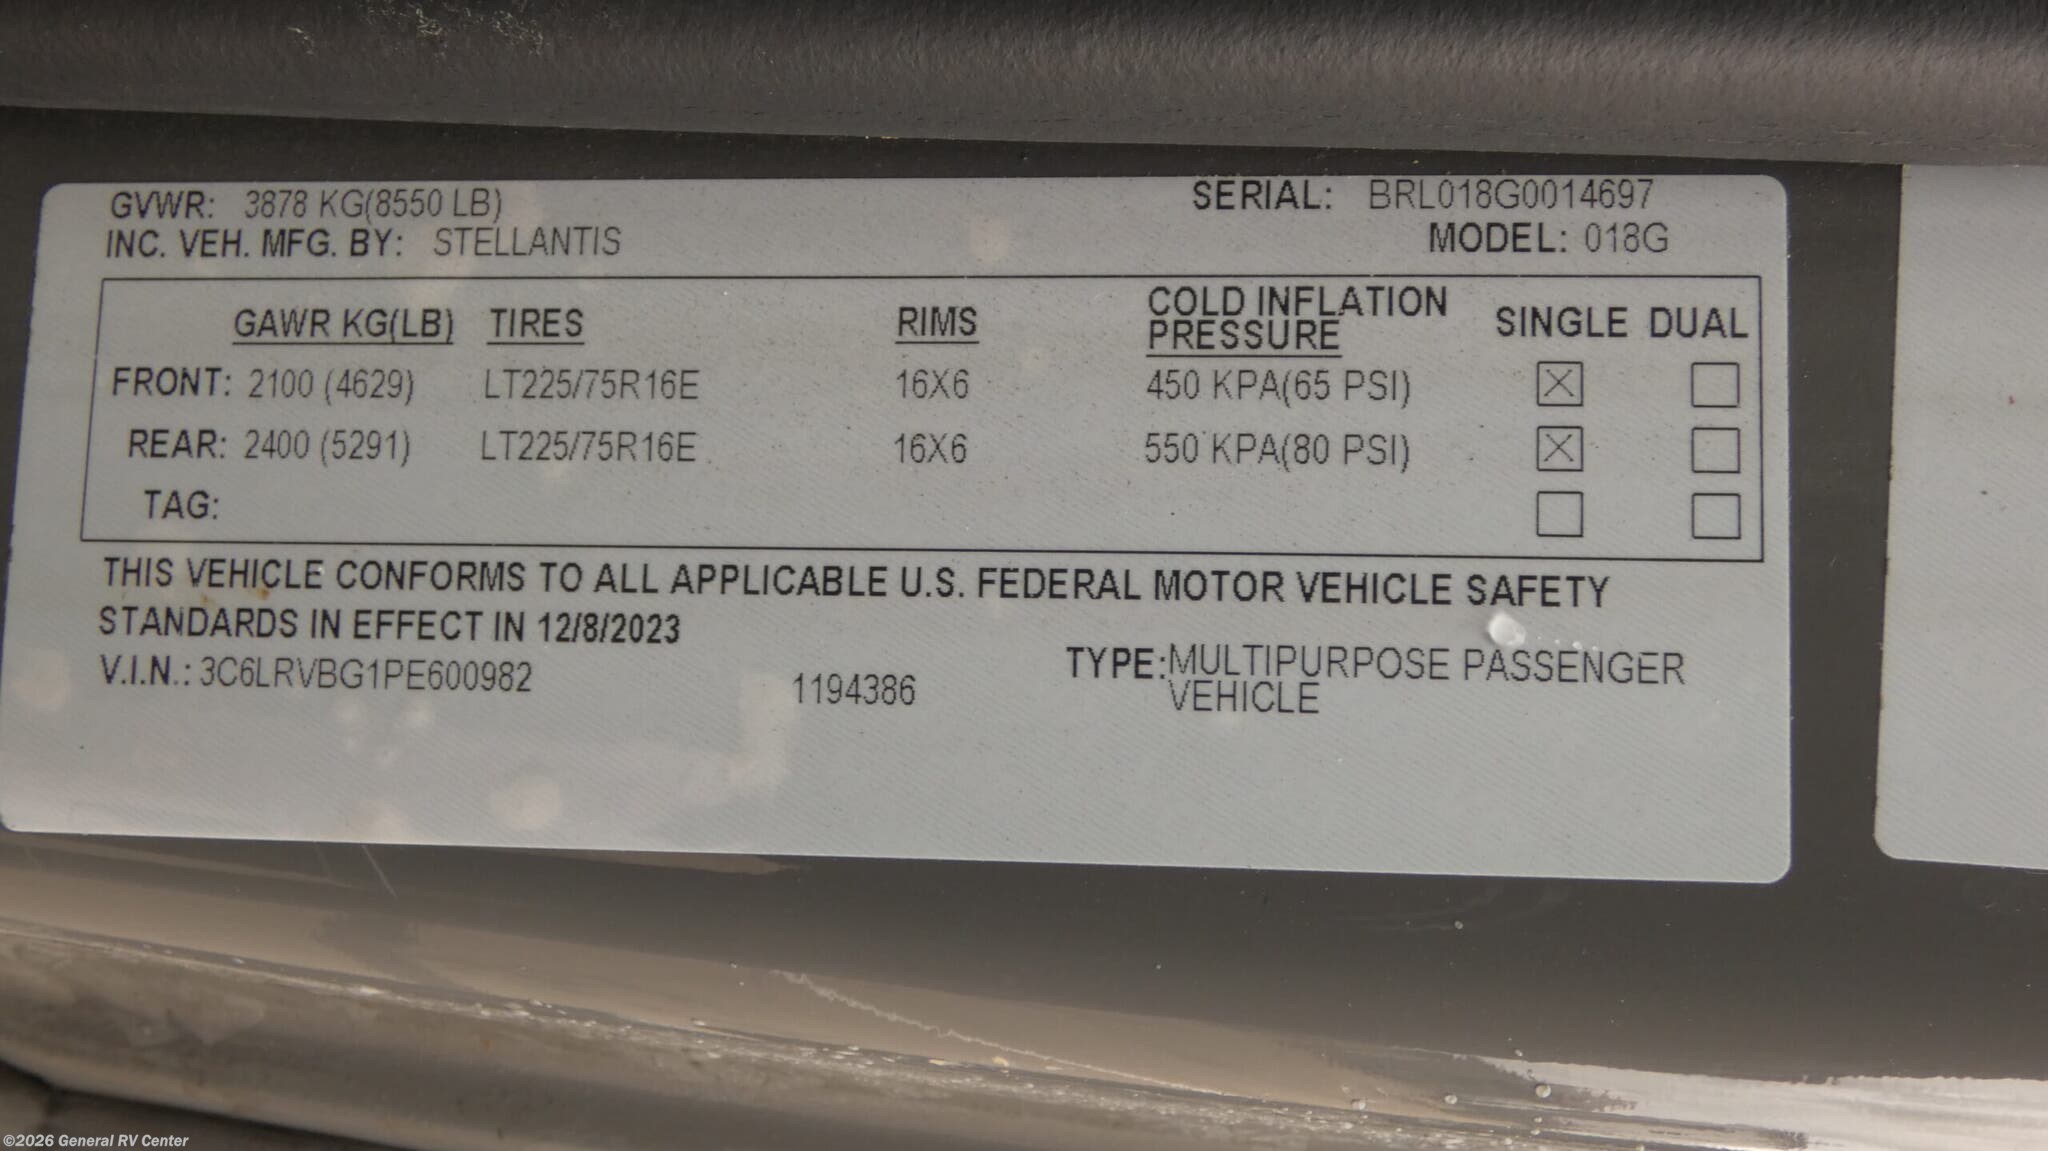 GVWR: 3878 KG(8550 LB) SERIAL: BRL018G0014697
INC. VEH. MFG. BY: STELLANTIS MODEL: 018G
GAWR KG(LB) TIRES RIMS COLD INFLATION PRESSURE SINGLE DUAL
FRONT: 2100 (4629) LT225/75R16E 16X6 450 KPA(65 PSI) ☒ ☐
REAR: 2400 (5291) LT225/75R16E 16X6 550 KPA(80 PSI) ☒ ☐
TAG: ☐ ☐
THIS VEHICLE CONFORMS TO ALL APPLICABLE U.S. FEDERAL MOTOR VEHICLE SAFETY
STANDARDS IN EFFECT IN 12/8/2023
V.I.N.: 3C6LRVBG1PE600982 1194386 TYPE: MULTIPURPOSE PASSENGER
VEHICLE
©2026 General RV Center